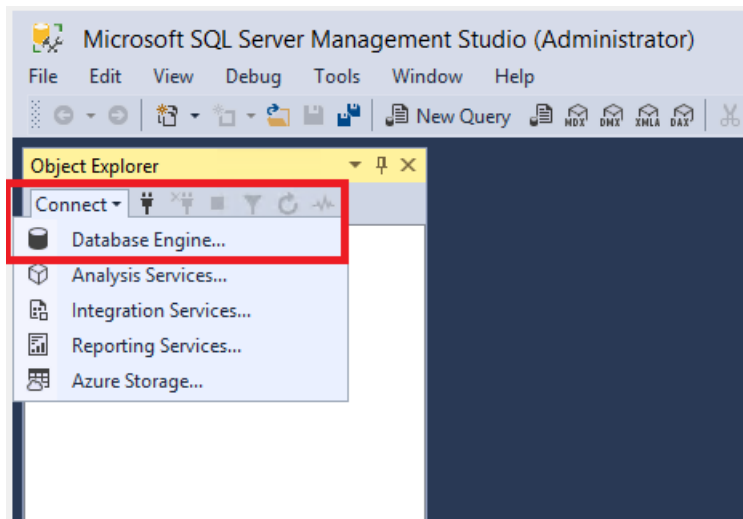 Microsoft SQL Server Management Studio (Administrator)
File Edit View Debug Tools Window Help
New Query MDX DMX XMLA DAX
Object Explorer
Connect
Database Engine...
Analysis Services...
Integration Services...
Reporting Services...
Azure Storage...